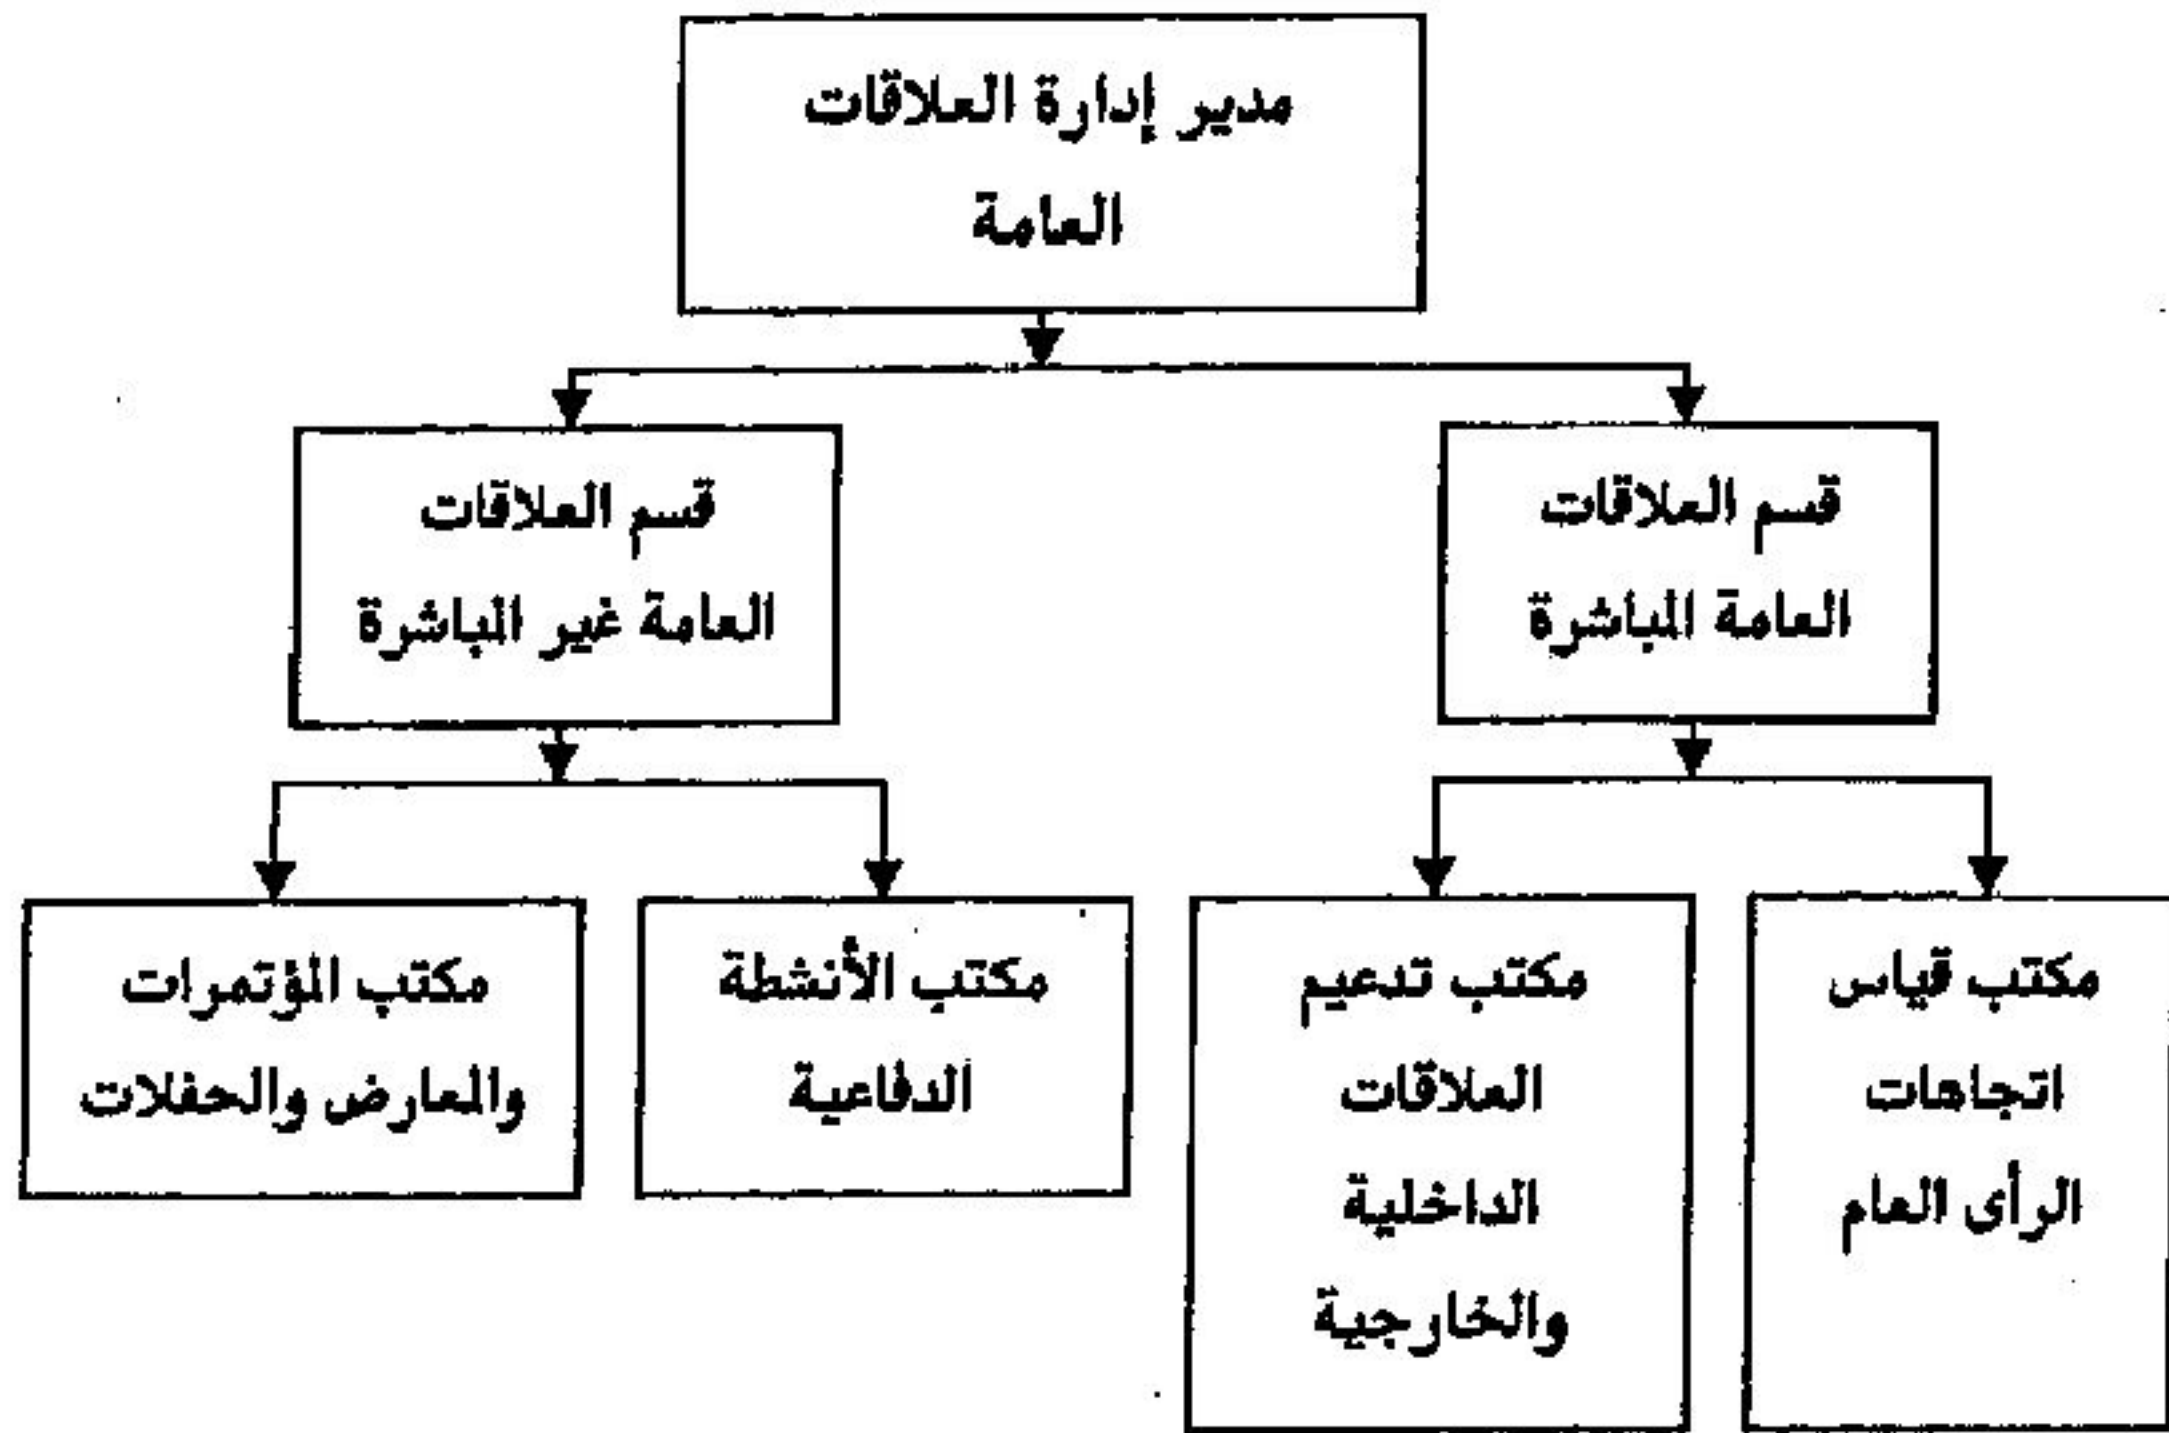 مدير إدارة العلاقات
العامة
قسم العلاقات
العامة المباشرة
قسم العلاقات
العامة غير المباشرة
مكتب قياس
اتجاهات
الرأى العام
مكتب تدعيم
العلاقات
الداخلية
والخارجية
مكتب الأنشطة
الدفاعية
مكتب المؤتمرات
والمعارض والحفلات